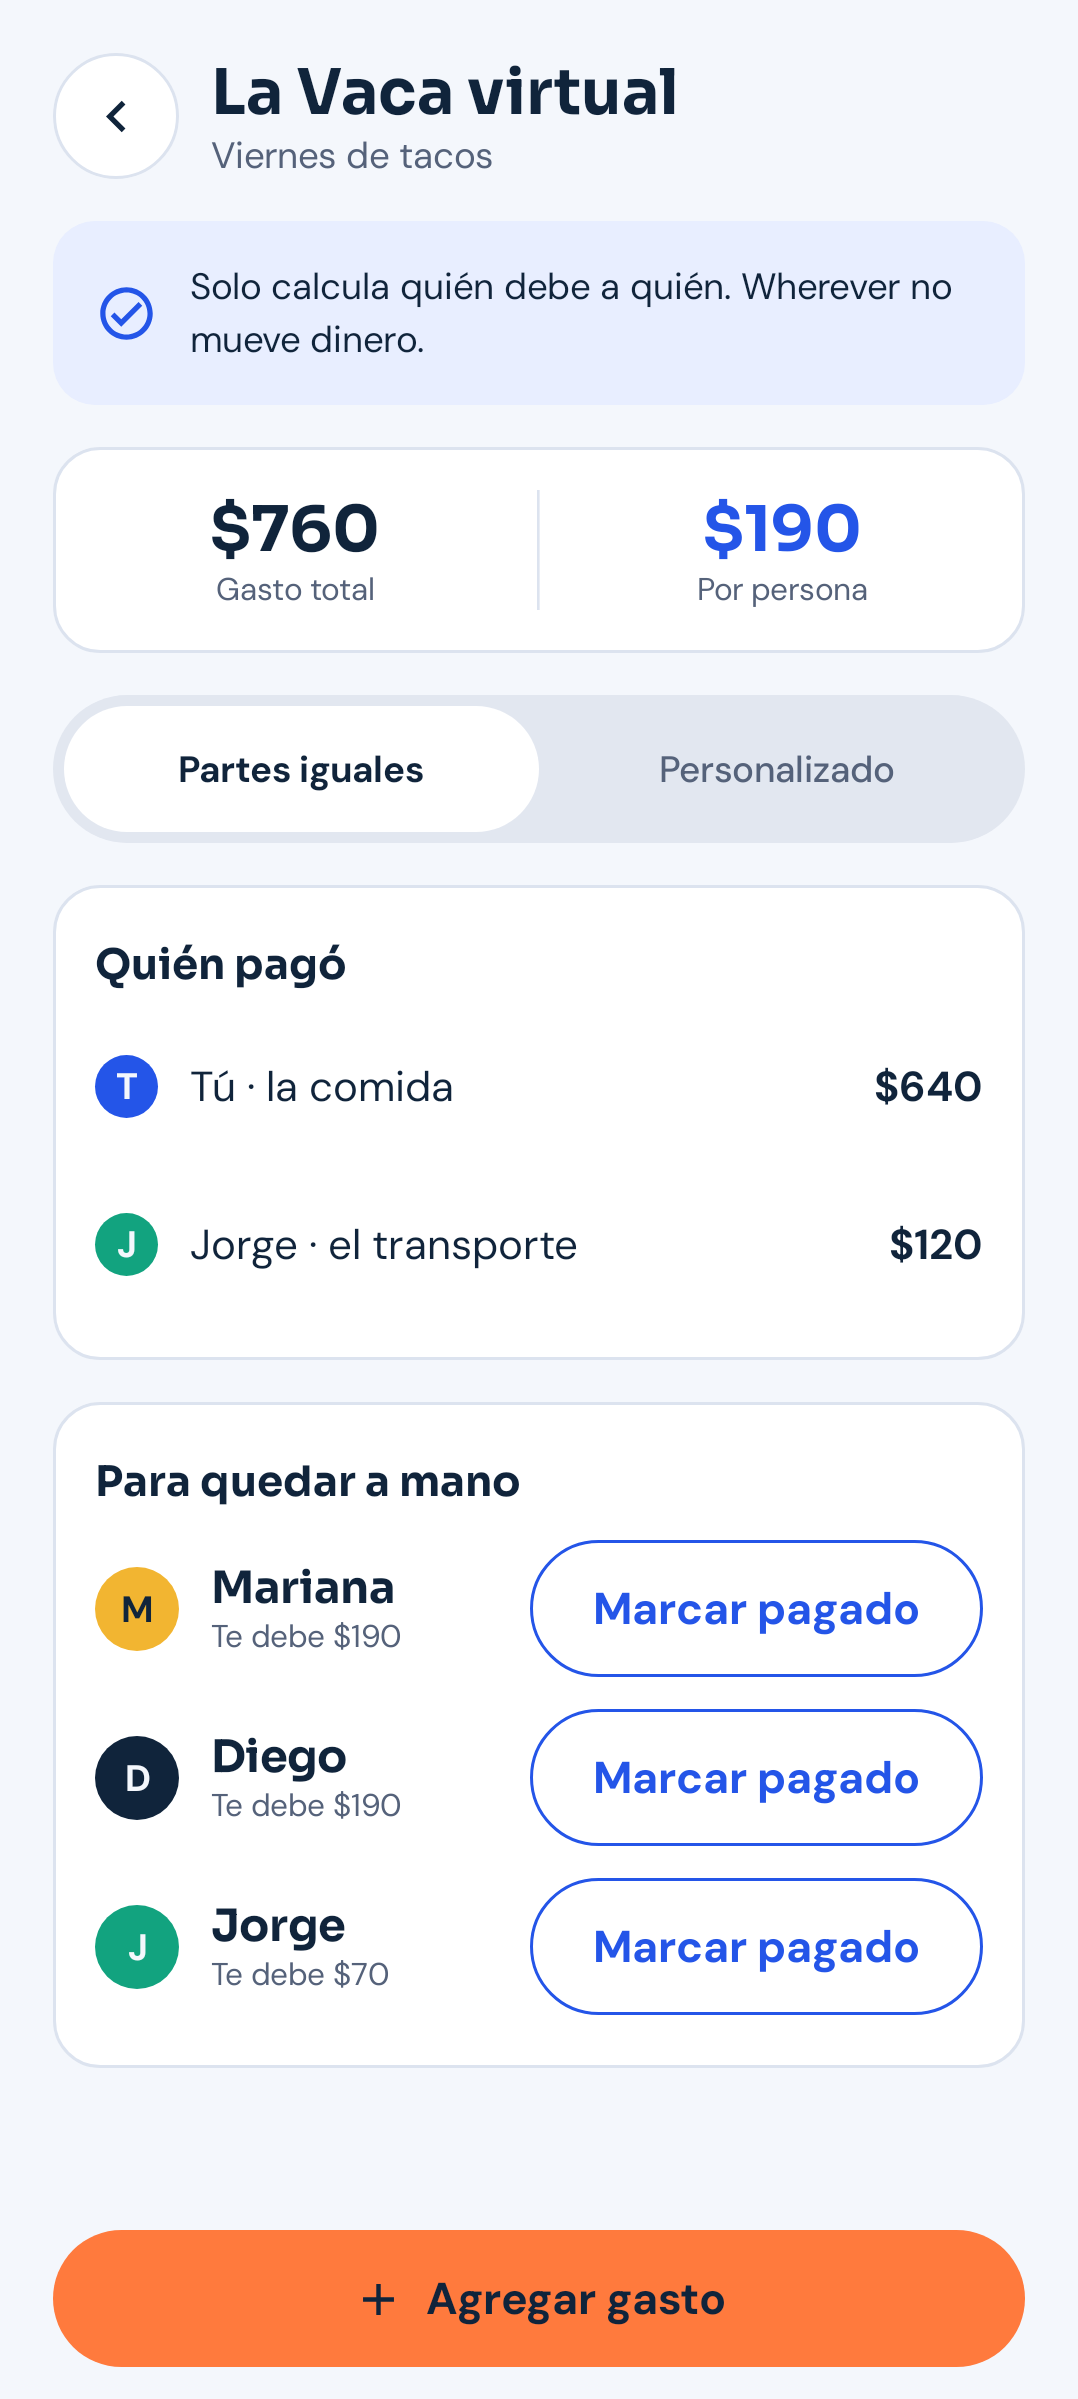 La Vaca virtual
Viernes de tacos
Solo calcula quién debe a quién. Wherever no
mueve dinero.
$760
Gasto total
$190
Por persona
Partes iguales
Personalizado
Quién pagó
T
Tú · la comida
$640
J
Jorge · el transporte
$120
Para quedar a mano
M
Mariana
Te debe $190
Marcar pagado
D
Diego
Te debe $190
Marcar pagado
J
Jorge
Te debe $70
Marcar pagado
+ Agregar gasto